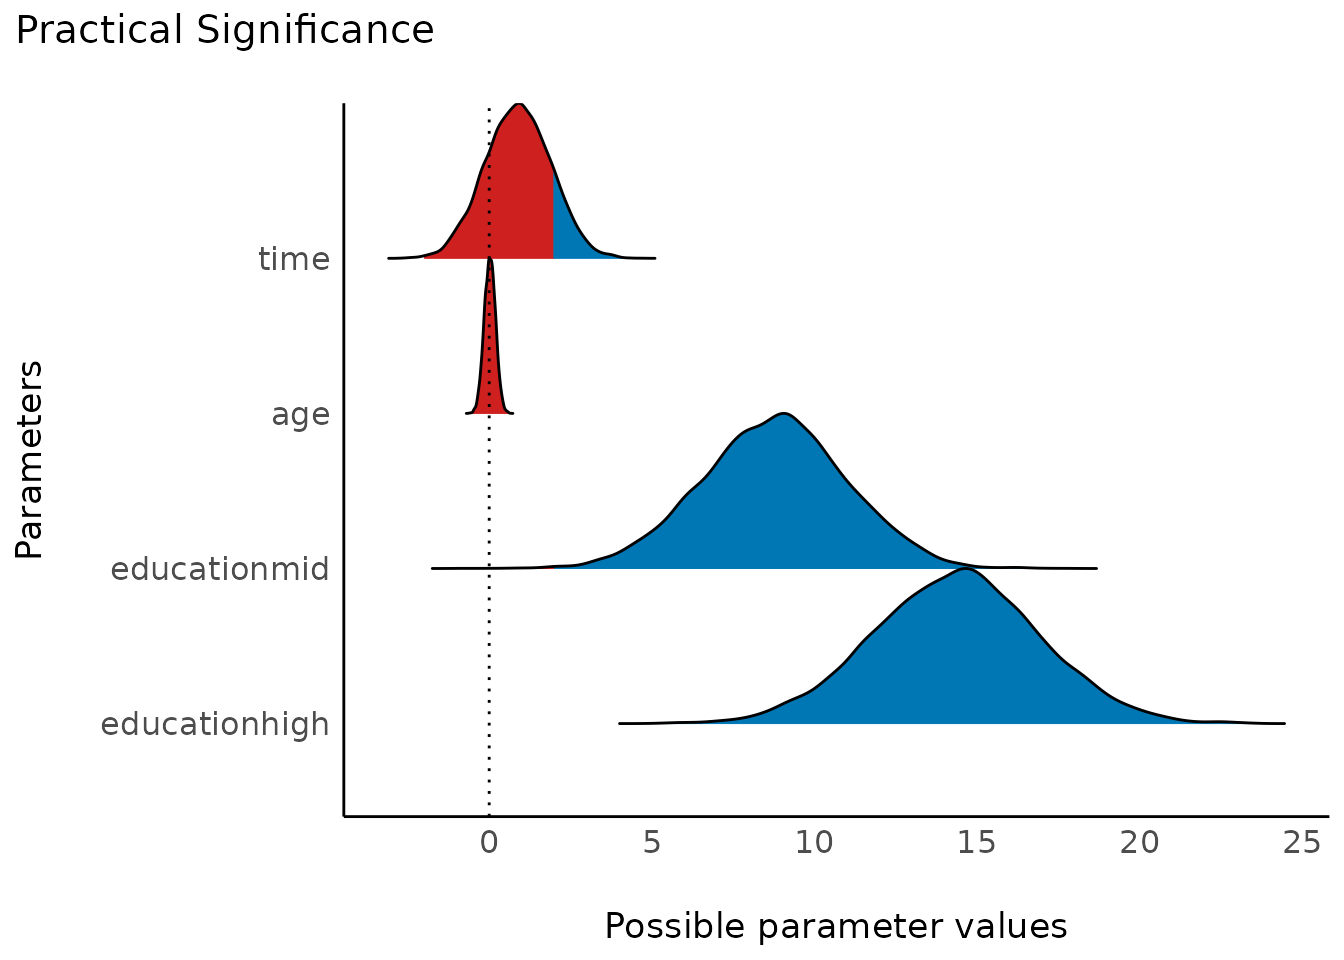 Practical Significance
time
age
educationmid
educationhigh
Parameters
0 5 10 15 20 25
Possible parameter values